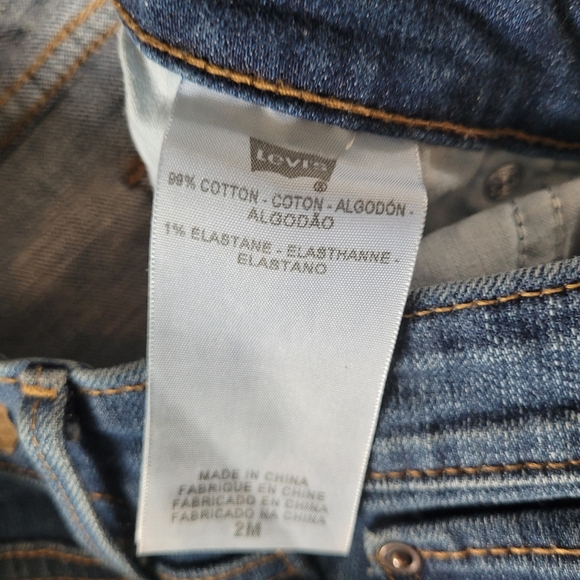 Levi's
®
99% COTTON - COTON - ALGODÓN -
ALGODÃO
1% ELASTANE - ELASTHANNE -
ELASTANO
MADE IN CHINA
FABRIQUE EN CHINE
FABRICADO EN CHINA
FABRICADO NA CHINA
2M